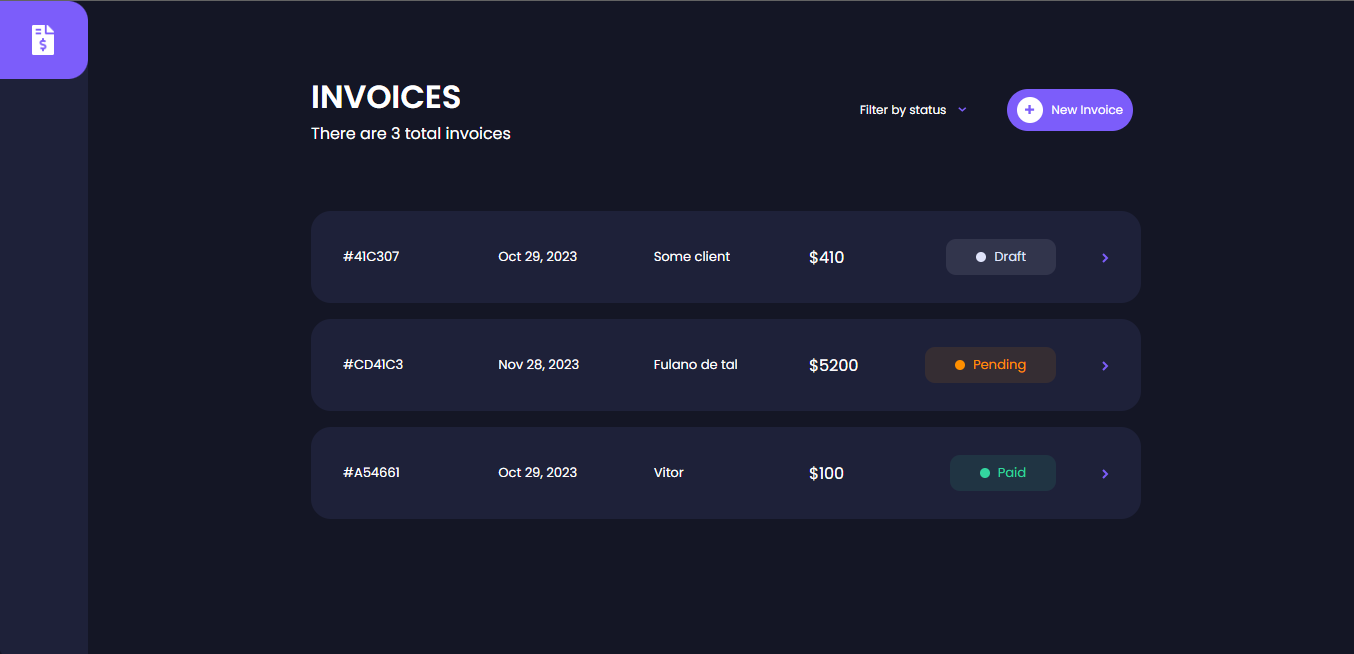 $
INVOICES
There are 3 total invoices
Filter by status
+ New Invoice
#41C307 Oct 29, 2023 Some client $410 Draft
#CD41C3 Nov 28, 2023 Fulano de tal $5200 Pending
#A54661 Oct 29, 2023 Vitor $100 Paid